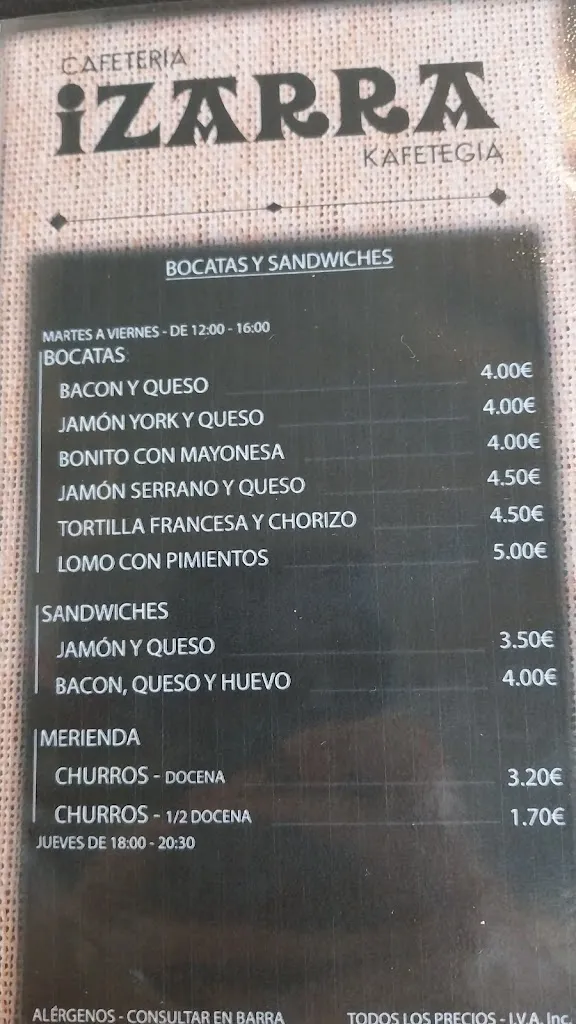 CAFETERIA
iZARRA
KAFETEGIA
BOCATAS Y SANDWICHES
MARTES A VIERNES - DE 12:00 - 16:00
BOCATAS
BACON Y QUESO 4.00€
JAMÓN YORK Y QUESO 4.00€
BONITO CON MAYONESA 4.00€
JAMÓN SERRANO Y QUESO 4.50€
TORTILLA FRANCESA Y CHORIZO 4.50€
LOMO CON PIMIENTOS 5.00€
SANDWICHES
JAMÓN Y QUESO 3.50€
BACON, QUESO Y HUEVO 4.00€
MERIENDA
CHURROS - DOCENA 3.20€
CHURROS - 1/2 DOCENA 1.70€
JUEVES DE 18:00 - 20:30
ALÉRGENOS - CONSULTAR EN BARRA TODOS LOS PRECIOS - I.V.A. Inc.